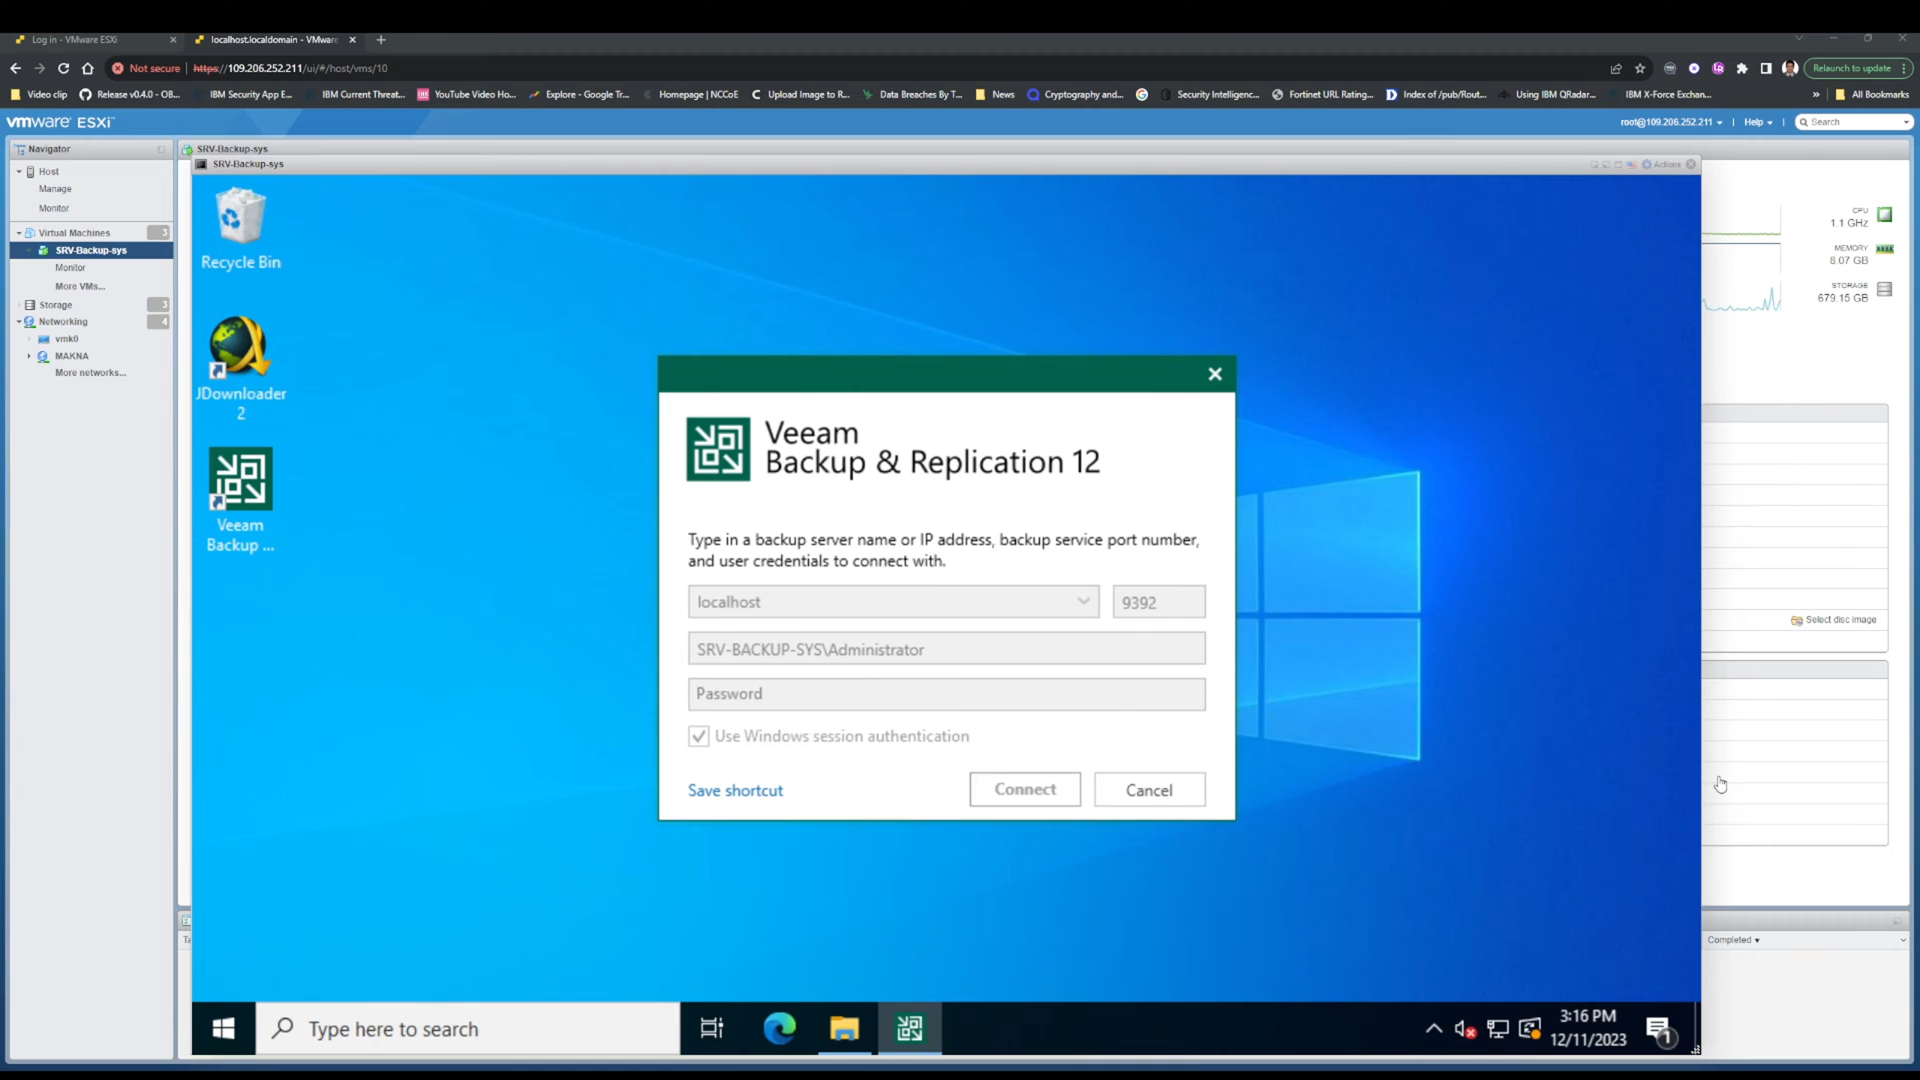 Log in - VMware ESXi
localhost.localdomain - VMware
Not secure
https://109.206.252.211/ui/#/host/vms/10
Relaunch to update
Video clip
Release v0.4.0 - OB...
IBM Security App E...
IBM Current Threat...
YouTube Video Ho...
Explore - Google Tr...
Homepage | NCCoE
Upload Image to R...
Data Breaches By T...
News
Cryptography and...
Security Intelligenc...
Fortinet URL Rating...
Index of /pub/Rout...
Using IBM QRadar...
IBM X-Force Exchan...
»
All Bookmarks
vmware ESXi
root@109.206.252.211
Help
Search
Navigator
Host
Manage
Monitor
Virtual Machines
3
SRV-Backup-sys
Monitor
More VMs...
Storage
3
Networking
4
vmk0
MAKNA
More networks...
SRV-Backup-sys
SRV-Backup-sys
Actions
CPU
1.1 GHz
MEMORY
8.07 GB
STORAGE
679.15 GB
Select disc image
Completed
Recycle Bin
JDownloader
2
Veeam
Backup ...
Veeam
Backup & Replication 12
Type in a backup server name or IP address, backup service port number,
and user credentials to connect with.
localhost
9392
SRV-BACKUP-SYS\Administrator
Password
Use Windows session authentication
Save shortcut
Connect
Cancel
Type here to search
3:16 PM
12/11/2023
1